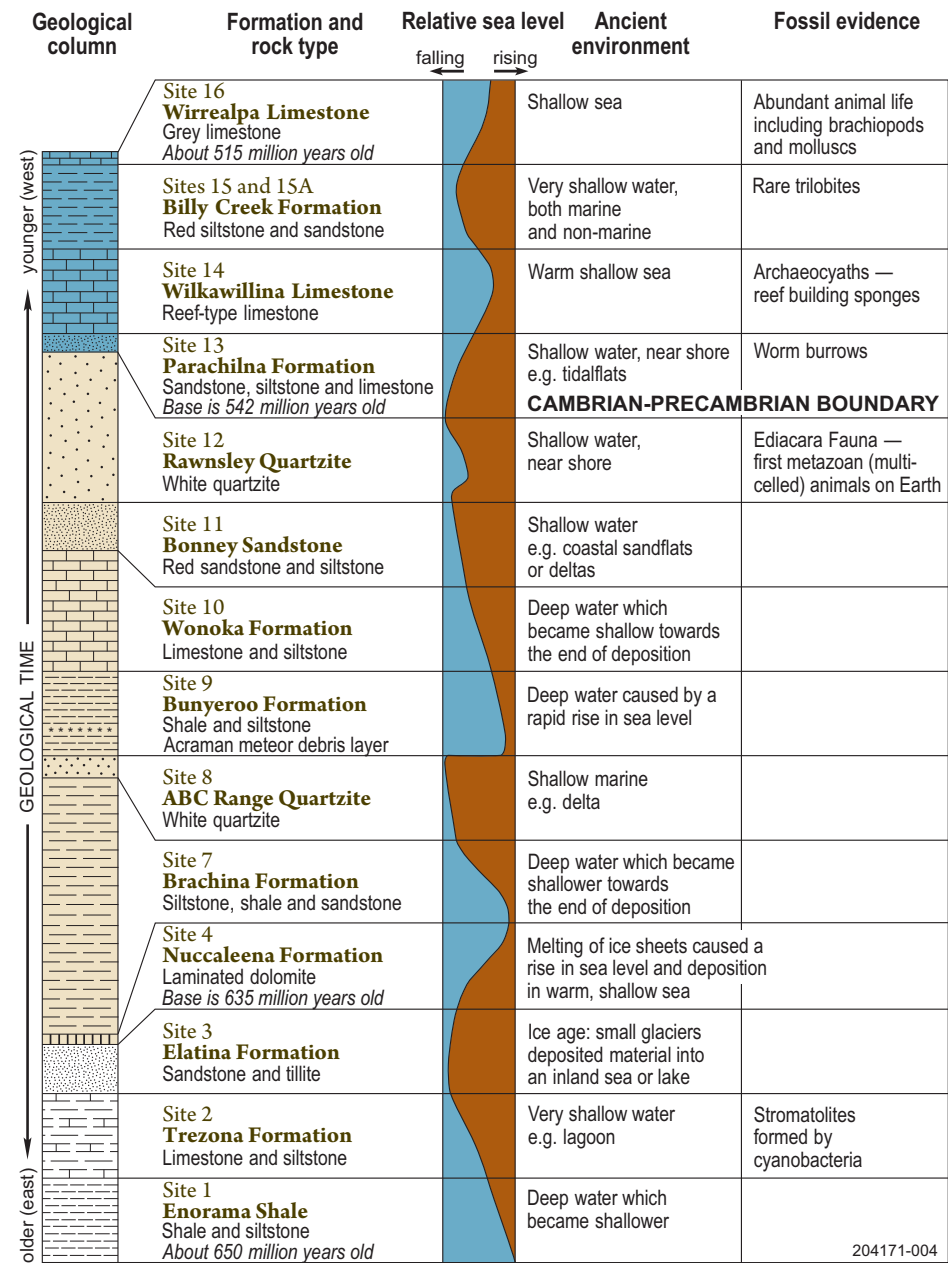 Geological
column
Formation and
rock type
Relative sea level
falling
rising
Ancient
environment
Fossil evidence
younger (west)
GEOLOGICAL TIME
older (east)
Site 16
Wirrealpa Limestone
Grey limestone
About 515 million years old
Shallow sea
Abundant animal life
including brachiopods
and molluscs
Sites 15 and 15A
Billy Creek Formation
Red siltstone and sandstone
Very shallow water,
both marine
and non-marine
Rare trilobites
Site 14
Wilkawillina Limestone
Reef-type limestone
Warm shallow sea
Archaeocyaths —
reef building sponges
Site 13
Parachilna Formation
Sandstone, siltstone and limestone
Base is 542 million years old
Shallow water, near shore
e.g. tidalflats
Worm burrows
CAMBRIAN-PRECAMBRIAN BOUNDARY
Site 12
Rawnsley Quartzite
White quartzite
Shallow water,
near shore
Ediacara Fauna —
first metazoan (multi-
celled) animals on Earth
Site 11
Bonney Sandstone
Red sandstone and siltstone
Shallow water
e.g. coastal sandflats
or deltas
Site 10
Wonoka Formation
Limestone and siltstone
Deep water which
became shallow towards
the end of deposition
Site 9
Bunyeroo Formation
Shale and siltstone
Acraman meteor debris layer
Deep water caused by a
rapid rise in sea level
Site 8
ABC Range Quartzite
White quartzite
Shallow marine
e.g. delta
Site 7
Brachina Formation
Siltstone, shale and sandstone
Deep water which became
shallower towards
the end of deposition
Site 4
Nuccaleena Formation
Laminated dolomite
Base is 635 million years old
Melting of ice sheets caused a
rise in sea level and deposition
in warm, shallow sea
Site 3
Elatina Formation
Sandstone and tillite
Ice age: small glaciers
deposited material into
an inland sea or lake
Site 2
Trezona Formation
Limestone and siltstone
Very shallow water
e.g. lagoon
Stromatolites
formed by
cyanobacteria
Site 1
Enorama Shale
Shale and siltstone
About 650 million years old
Deep water which
became shallower
204171-004